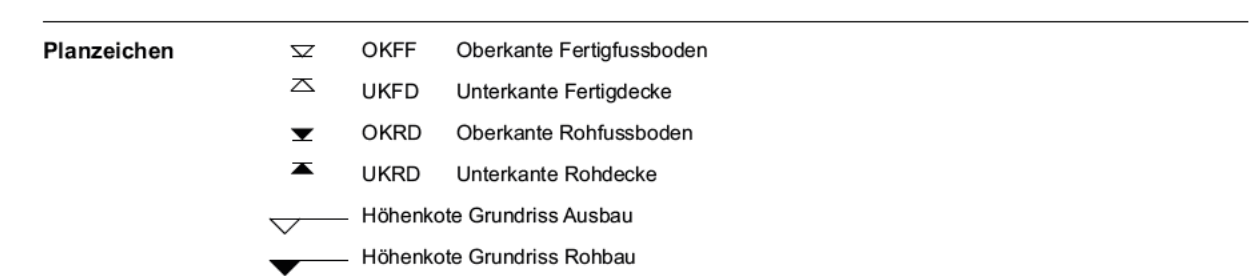 Planzeichen OKFF Oberkante Fertigfussboden
UKFD Unterkante Fertigdecke
OKRD Oberkante Rohfussboden
UKRD Unterkante Rohdecke
Höhenkote Grundriss Ausbau
Höhenkote Grundriss Rohbau